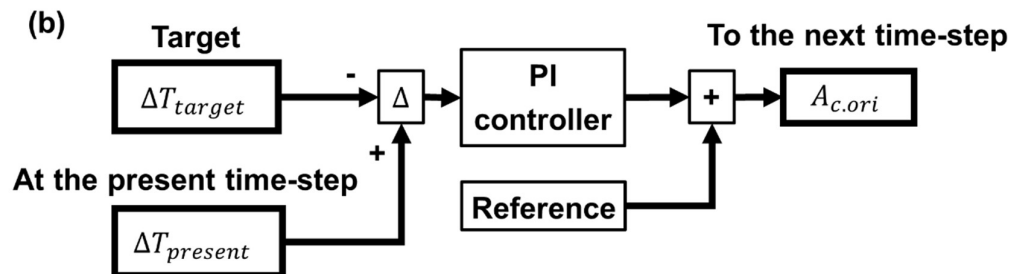 (b)
Target
To the next time-step
ΔT_target
-
Δ
PI
controller
+
A_c.ori
+
At the present time-step
Reference
ΔT_present